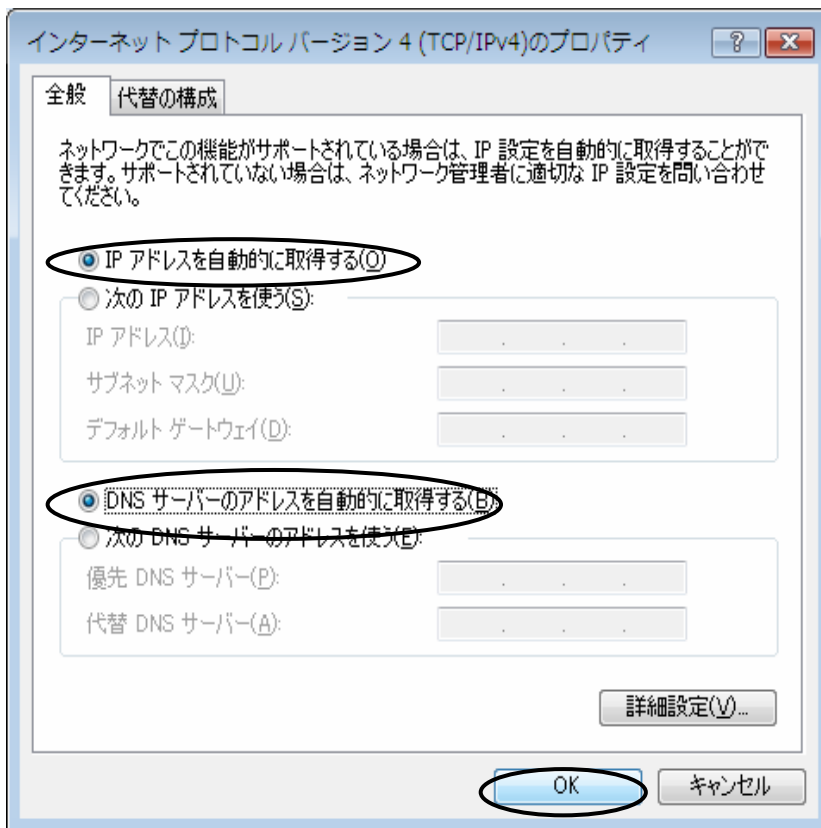 インターネット プロトコル バージョン 4 (TCP/IPv4)のプロパティ
全般
代替の構成
ネットワークでこの機能がサポートされている場合は、IP 設定を自動的に取得することがで
きます。サポートされていない場合は、ネットワーク管理者に適切な IP 設定を問い合わせ
てください。
IP アドレスを自動的に取得する(O)
次の IP アドレスを使う(S):
IP アドレス(I):
サブネット マスク(U):
デフォルト ゲートウェイ(D):
DNS サーバーのアドレスを自動的に取得する(B)
次の DNS サーバーのアドレスを使う(E):
優先 DNS サーバー(P):
代替 DNS サーバー(A):
詳細設定(V)...
OK
キャンセル